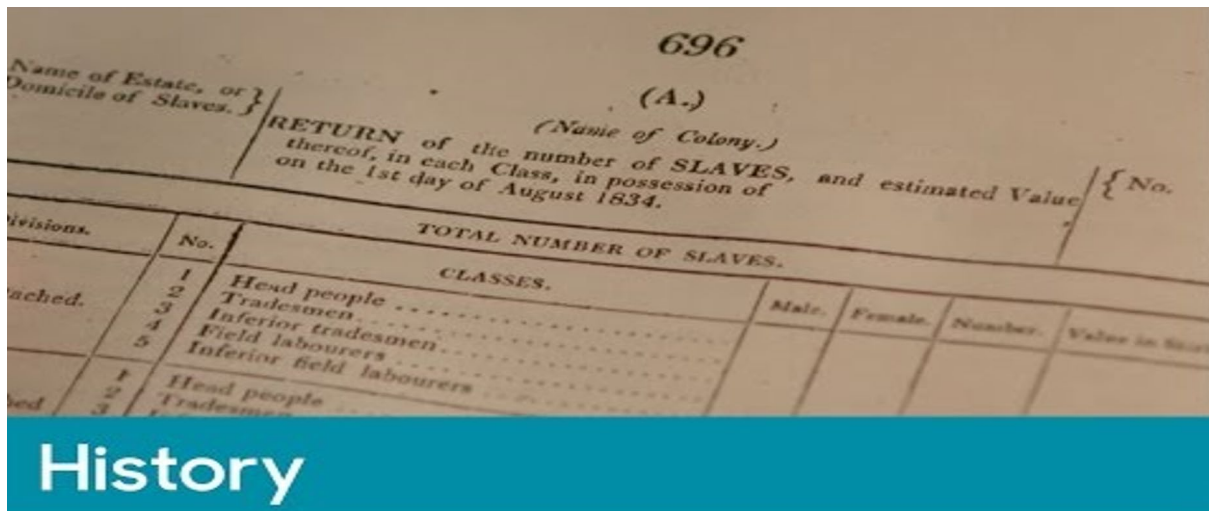 696
(A.)
(Name of Colony.)
Name of Estate, or
Domicile of Slaves.
RETURN of the number of SLAVES, and estimated Value
thereof, in each Class, in possession of
on the 1st day of August 1834.
{ No.
Divisions.
No.
TOTAL NUMBER OF SLAVES.
CLASSES.
Male. Female. Number. Value in
1 Head people
2 Tradesmen
3 Inferior tradesmen
4 Field labourers
5 Inferior field labourers
1 Head people
2 Tradesmen
3
History